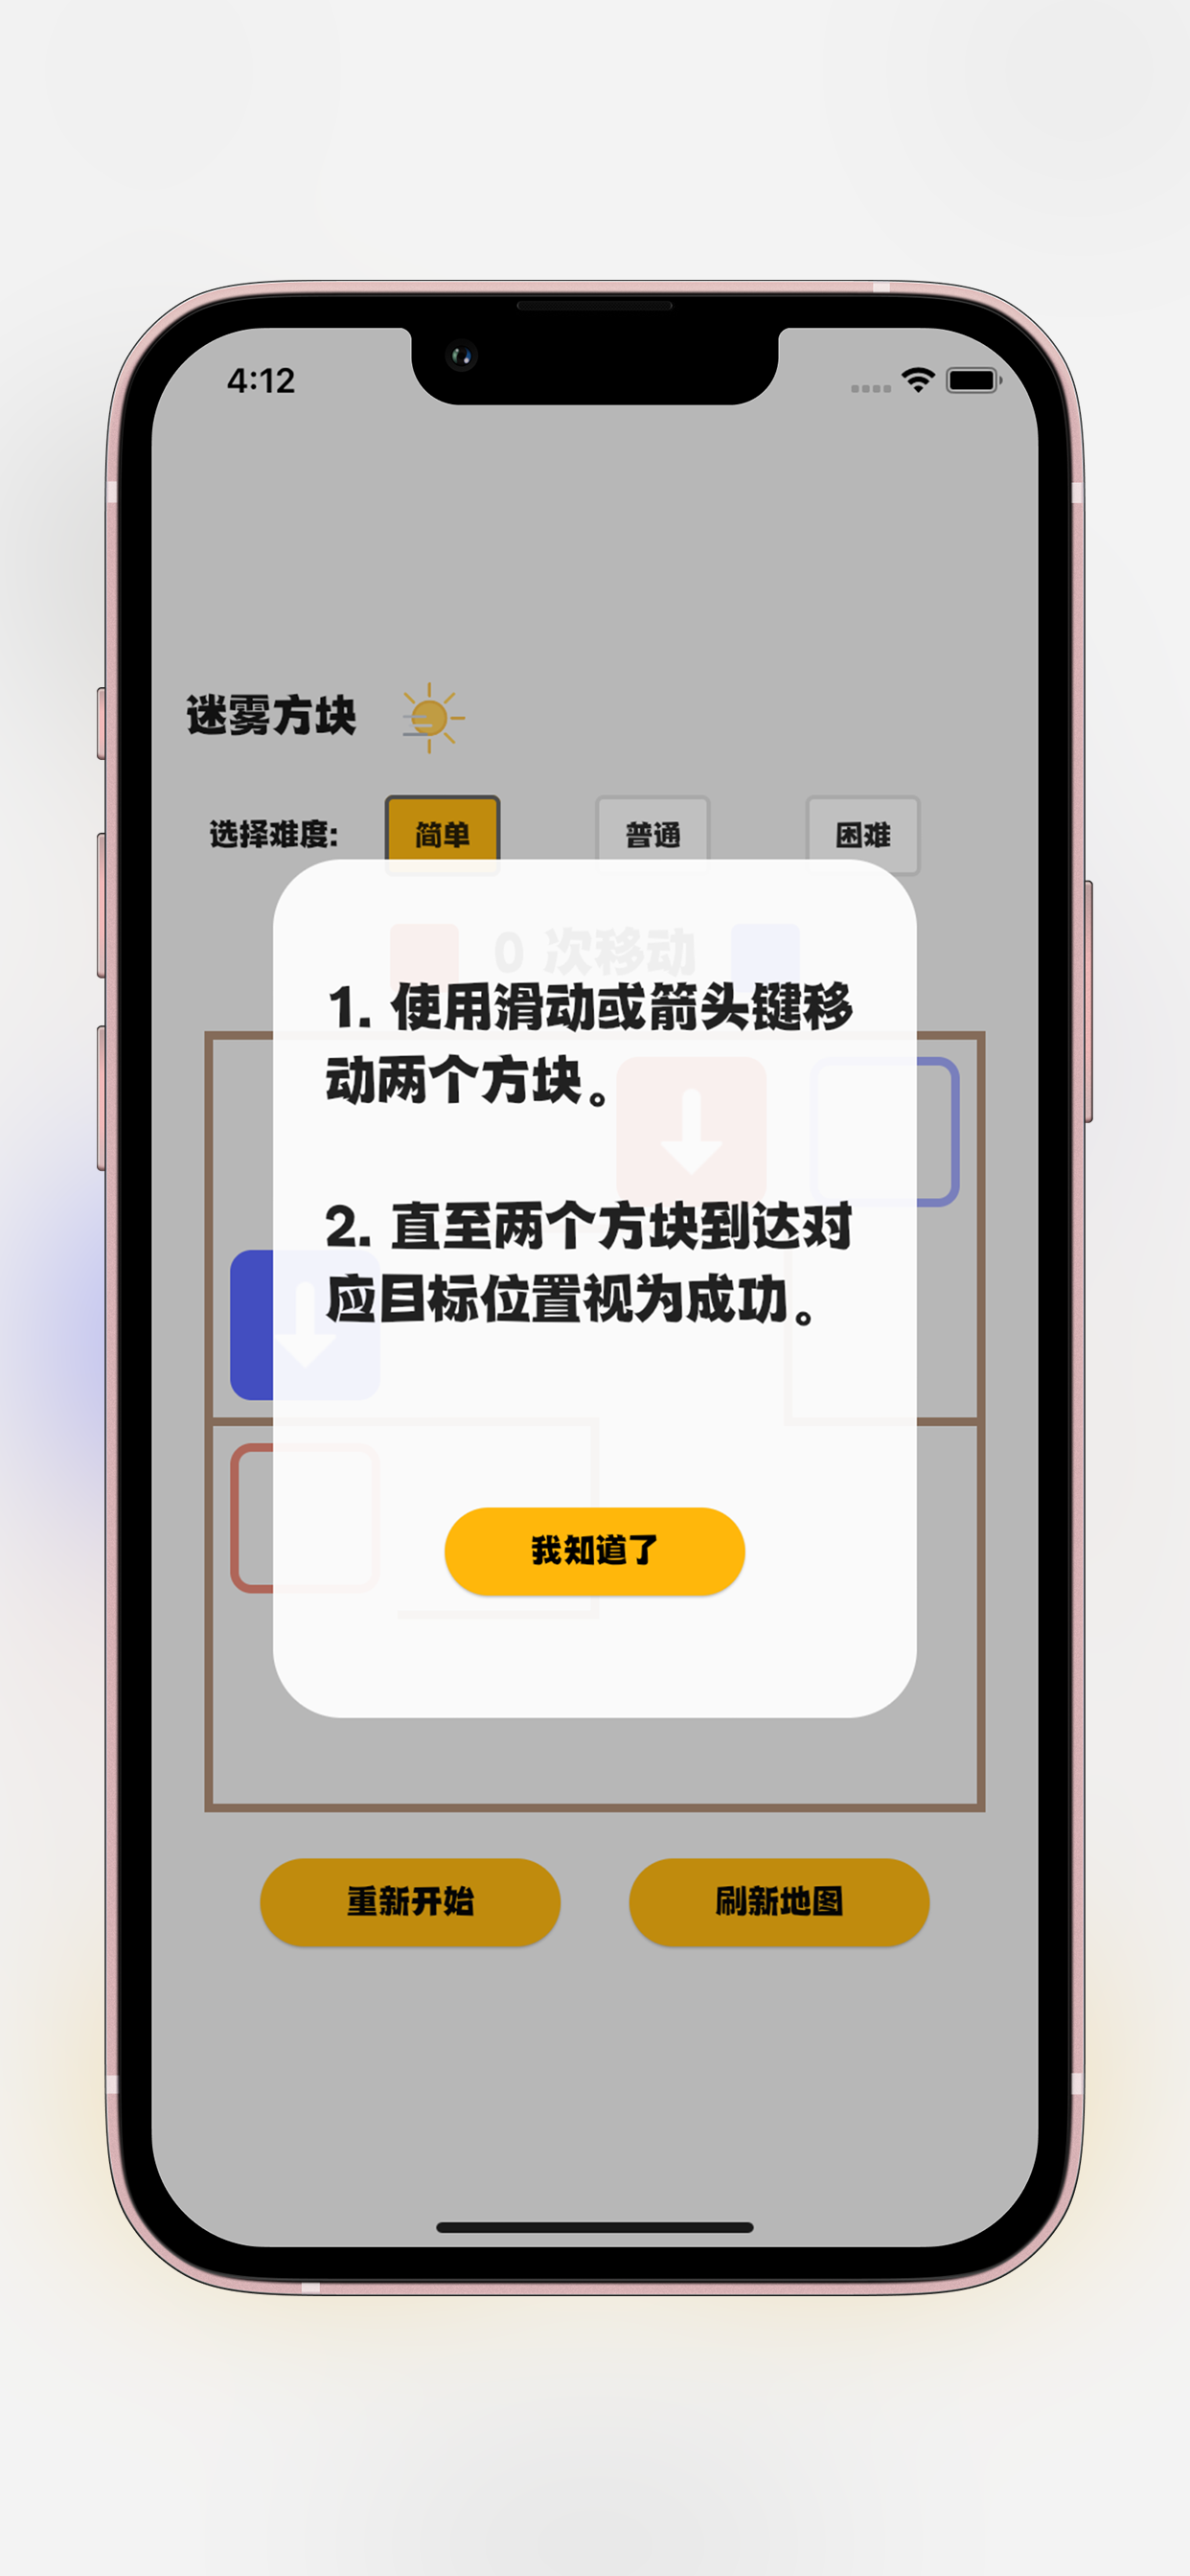 4:12
迷雾方块
选择难度: 简单 普通 困难
0 次移动
1. 使用滑动或箭头键移
动两个方块。
2. 直至两个方块到达对
应目标位置视为成功。
我知道了
重新开始 刷新地图